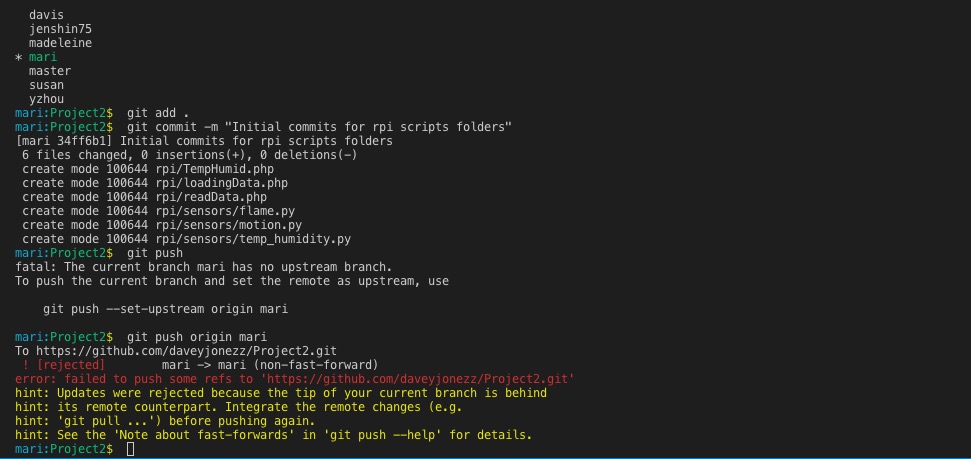 davis
jenshin75
madeleine
* mari
master
susan
yzhou
mari:Project2$ git add .
mari:Project2$ git commit -m "Initial commits for rpi scripts folders"
[mari 34ff6b1] Initial commits for rpi scripts folders
6 files changed, 0 insertions(+), 0 deletions(-)
create mode 100644 rpi/TempHumid.php
create mode 100644 rpi/loadingData.php
create mode 100644 rpi/readData.php
create mode 100644 rpi/sensors/flame.py
create mode 100644 rpi/sensors/motion.py
create mode 100644 rpi/sensors/temp_humidity.py
mari:Project2$ git push
fatal: The current branch mari has no upstream branch.
To push the current branch and set the remote as upstream, use
git push --set-upstream origin mari
mari:Project2$ git push origin mari
To https://github.com/daveyjonezz/Project2.git
! [rejected] mari -> mari (non-fast-forward)
error: failed to push some refs to 'https://github.com/daveyjonezz/Project2.git'
hint: Updates were rejected because the tip of your current branch is behind
hint: its remote counterpart. Integrate the remote changes (e.g.
hint: 'git pull ...') before pushing again.
hint: See the 'Note about fast-forwards' in 'git push --help' for details.
mari:Project2$